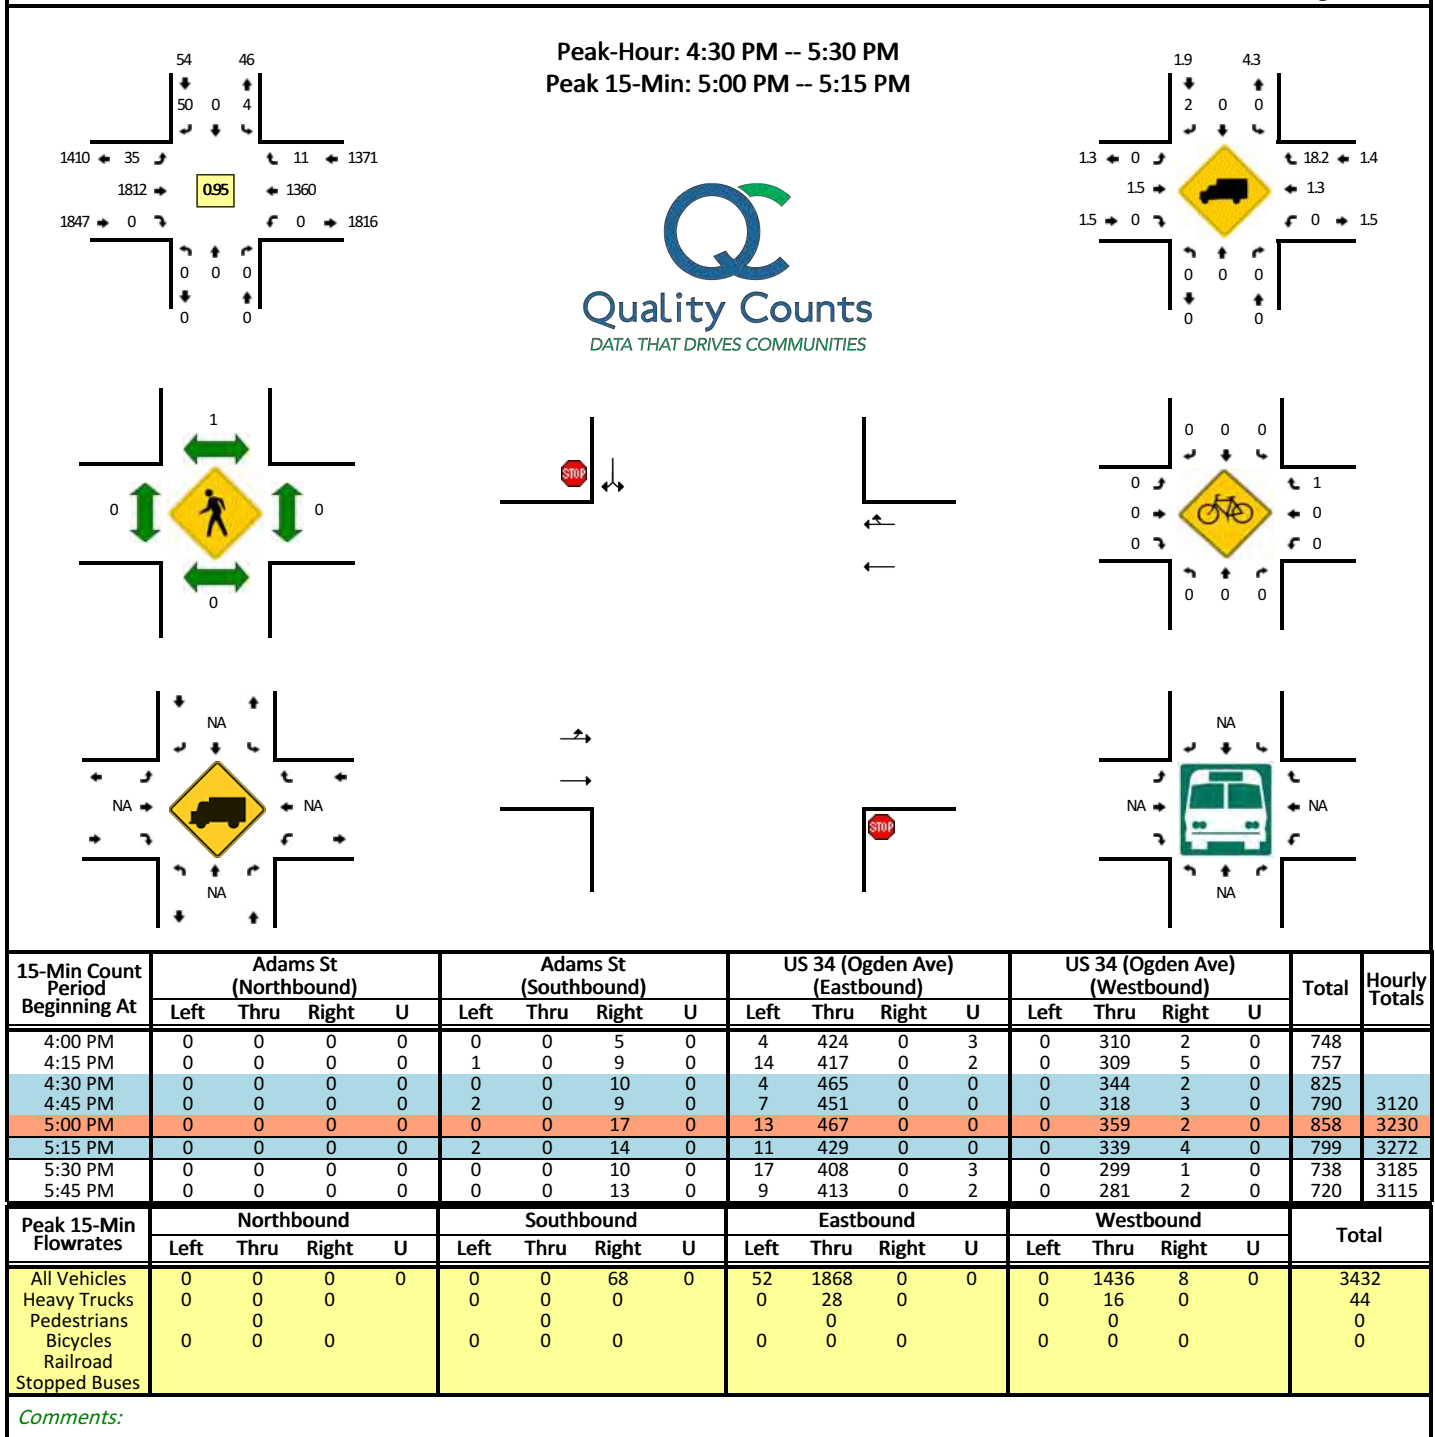 Peak-Hour: 4:30 PM -- 5:30 PM
Peak 15-Min: 5:00 PM -- 5:15 PM
54 46
50 0 4
1410 35 11 1371
1812 0.95 1360
1847 0 0 1816
0 0 0
0 0
1.9 4.3
2 0 0
1.3 0 18.2 1.4
1.5 1.3
1.5 0 0 1.5
0 0 0
0 0
Quality Counts
DATA THAT DRIVES COMMUNITIES
1
0 0
0
STOP
STOP
0 0 0
0 1
0 0
0 0
0 0 0
NA
NA NA
NA
NA
NA NA
NA
15-Min Count Period Beginning At Adams St (Northbound) Adams St (Southbound) US 34 (Ogden Ave) (Eastbound) US 34 (Ogden Ave) (Westbound) Total Hourly Totals
Left Thru Right U Left Thru Right U Left Thru Right U Left Thru Right U
4:00 PM 0 0 0 0 0 0 5 0 4 424 0 3 0 310 2 0 748
4:15 PM 0 0 0 0 1 0 9 0 14 417 0 2 0 309 5 0 757
4:30 PM 0 0 0 0 0 0 10 0 4 465 0 0 0 344 2 0 825
4:45 PM 0 0 0 0 2 0 9 0 7 451 0 0 0 318 3 0 790 3120
5:00 PM 0 0 0 0 0 0 17 0 13 467 0 0 0 359 2 0 858 3230
5:15 PM 0 0 0 0 2 0 14 0 11 429 0 0 0 339 4 0 799 3272
5:30 PM 0 0 0 0 0 0 10 0 17 408 0 3 0 299 1 0 738 3185
5:45 PM 0 0 0 0 0 0 13 0 9 413 0 2 0 281 2 0 720 3115
Peak 15-Min Flowrates Northbound Southbound Eastbound Westbound Total
Left Thru Right U Left Thru Right U Left Thru Right U Left Thru Right U
All Vehicles 0 0 0 0 0 0 68 0 52 1868 0 0 0 1436 8 0 3432
Heavy Trucks 0 0 0 0 0 0 0 28 0 0 16 0 44
Pedestrians 0 0 0 0 0
Bicycles 0 0 0 0 0 0 0 0 0 0 0 0 0
Railroad
Stopped Buses
Comments: